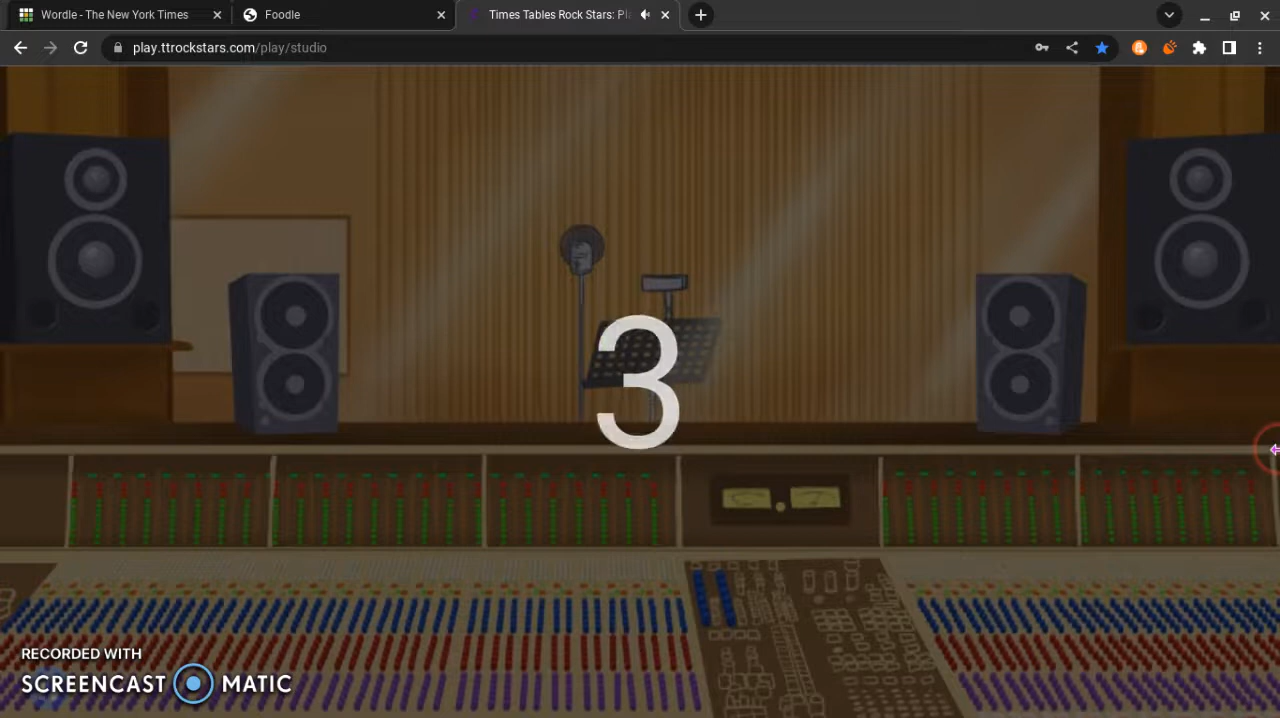 Wordle - The New York Times
Foodle
Times Tables Rock Stars: Pl
play.ttrockstars.com/play/studio
3
RECORDED WITH
SCREENCAST MATIC